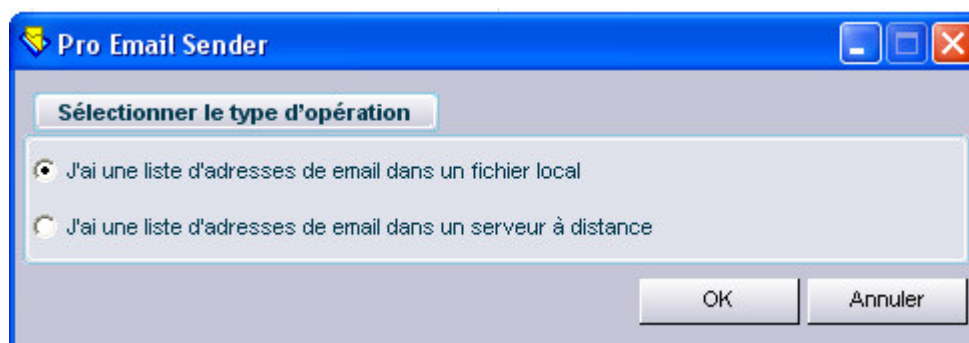 Pro Email Sender
Sélectionner le type d'opération
J'ai une liste d'adresses de email dans un fichier local
J'ai une liste d'adresses de email dans un serveur à distance
OK Annuler